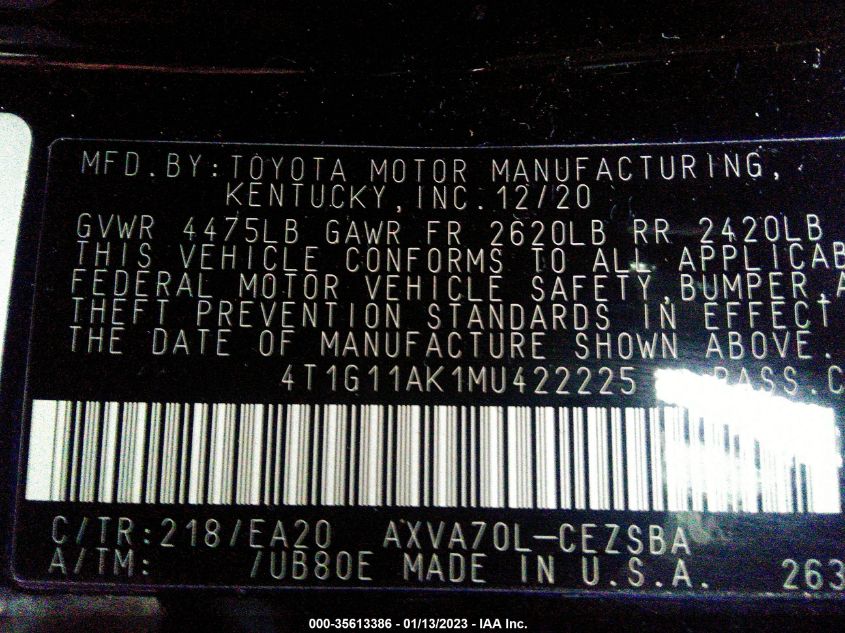 MFD.BY:TOYOTA MOTOR MANUFACTURING,
KENTUCKY,INC.12/20
GVWR 4475LB GAWR FR 2620LB RR 2420LB
THIS VEHICLE CONFORMS TO ALL APPLICAB
FEDERAL MOTOR VEHICLE SAFETY,BUMPER,A
THEFT PREVENTION STANDARDS IN EFFECT
THE DATE OF MANUFACTURE SHOWN ABOVE.
4T1G11AK1MU422225 PASS.C
C/TR:218/EA20 AXVA70L-CEZSBA
A/TM: /UB80E MADE IN U.S.A. 263
000-35613386 - 01/13/2023 - IAA Inc.